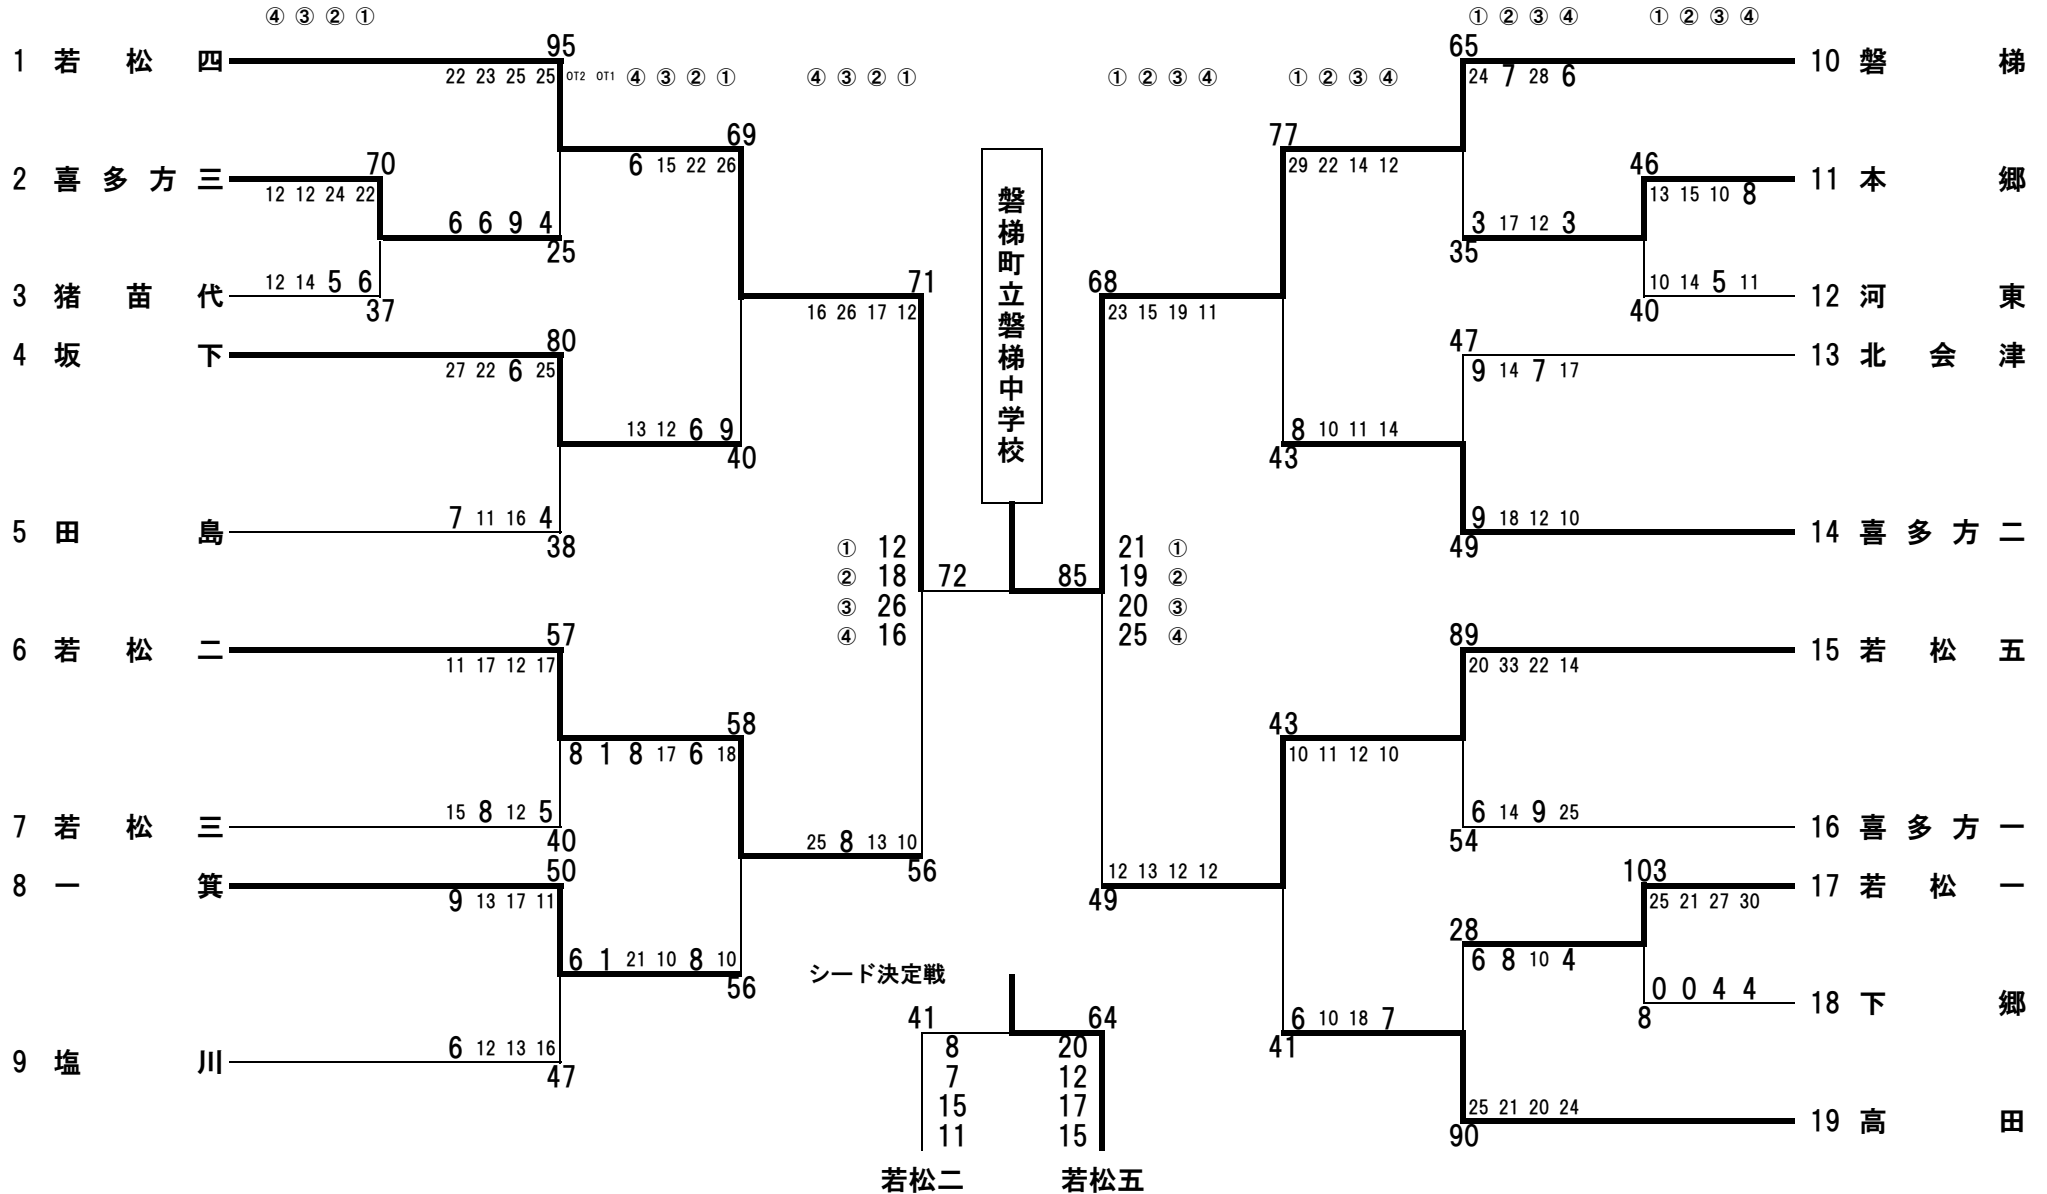 ④ ③ ② ①
① ② ③ ④
① ② ③ ④
1 若松四
95
22 23 25 25
OT2 OT1 ④ ③ ② ①
④ ③ ② ①
① ② ③ ④
① ② ③ ④
65
24 7 28 6
10 磐梯
69
6 15 22 26
77
29 22 14 12
2 喜多方三
70
12 12 24 22
6 6 9 4
25
46
13 15 10 8
11 本郷
3 17 12 3
35
3 猪苗代
12 14 5 6
37
71
16 26 17 12
磐梯町立磐梯中学校
68
23 15 19 11
10 14 5 11
40
12 河東
4 坂下
80
27 22 6 25
47
9 14 7 17
13 北会津
13 12 6 9
40
8 10 11 14
43
5 田島
7 11 16 4
38
9 18 12 10
49
14 喜多方二
① 12
② 18
③ 26
④ 16
72
85
21 ①
19 ②
20 ③
25 ④
6 若松二
57
11 17 12 17
89
20 33 22 14
15 若松五
58
8 1 8 17 6 18
43
10 11 12 10
7 若松三
15 8 12 5
40
6 14 9 25
54
16 喜多方一
25 8 13 10
56
12 13 12 12
49
8 一箕
50
9 13 17 11
103
25 21 27 30
17 若松一
28
6 8 10 4
6 1 21 10 8 10
56
0 0 4 4
8
18 下郷
6 10 18 7
41
9 塩川
6 12 13 16
47
25 21 20 24
90
19 高田
シード決定戦
41
64
8 20
7 12
15 17
11 15
若松二
若松五